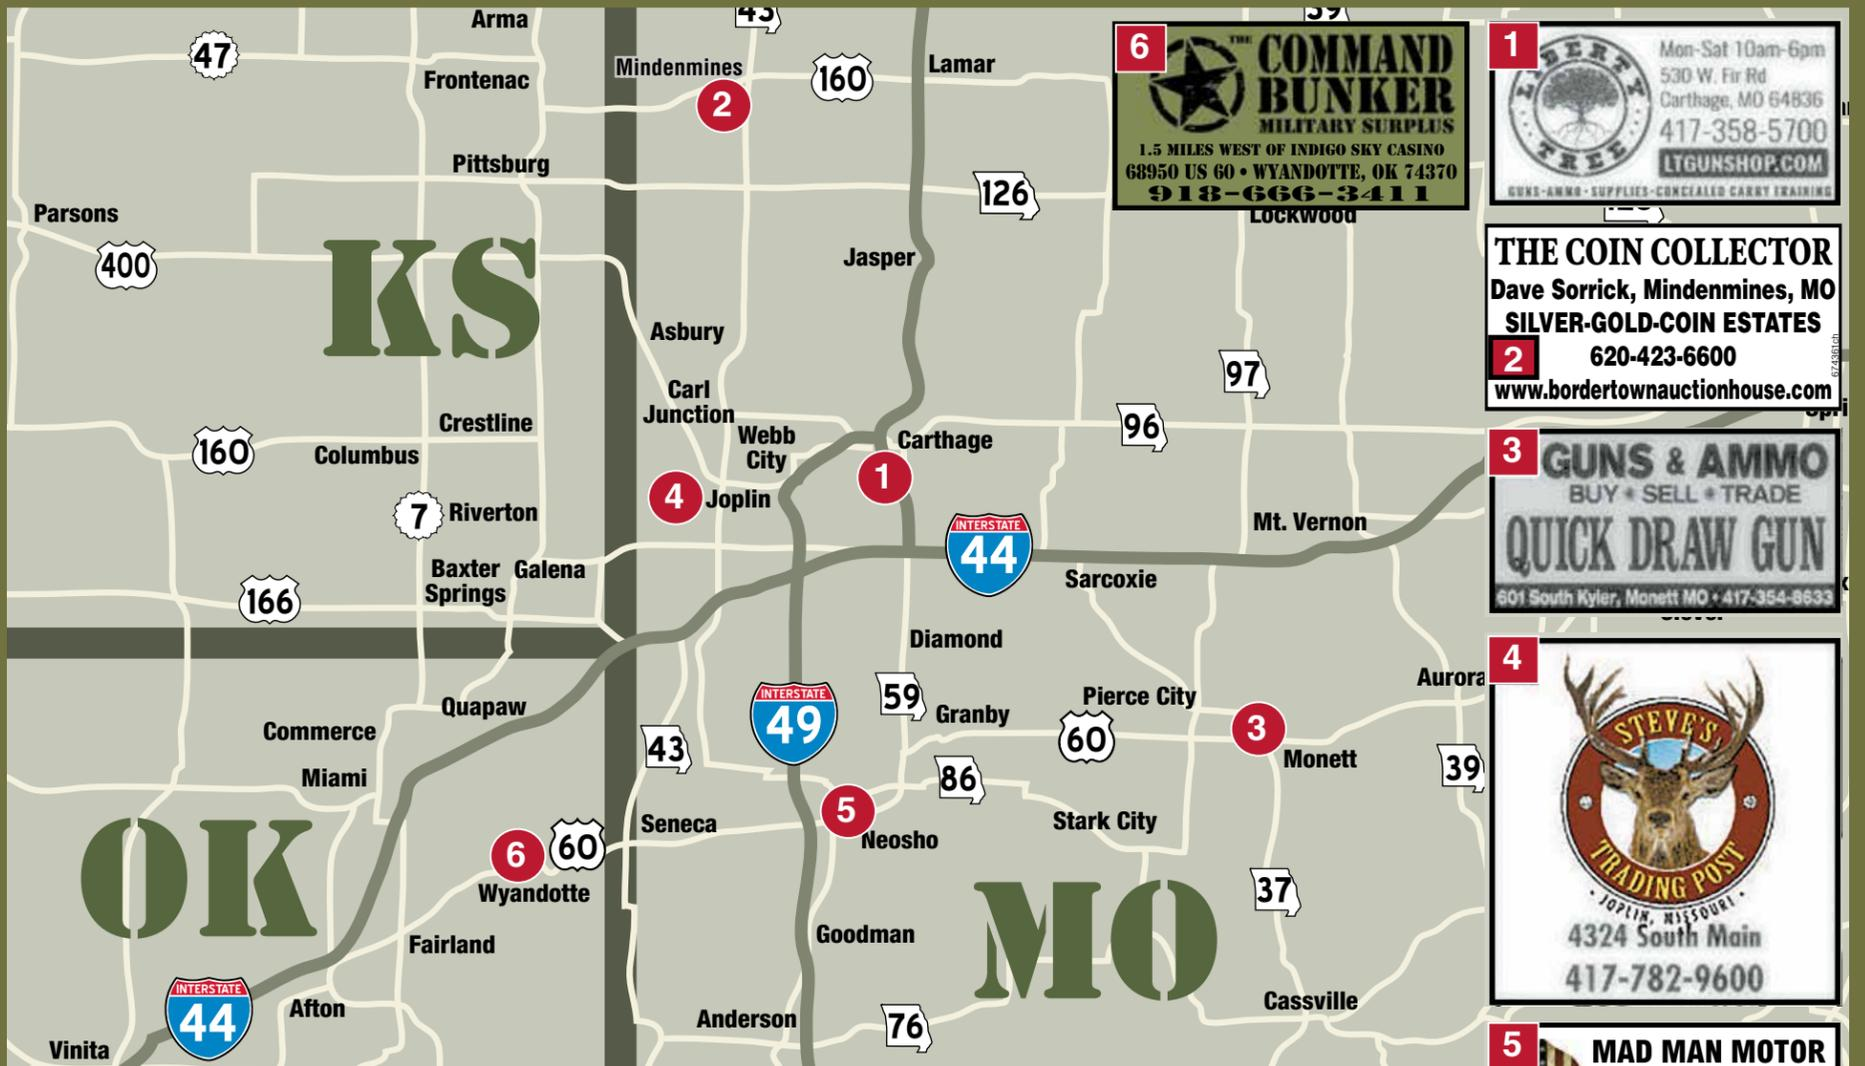 Arma
43
39
47
Frontenac
Mindenmines
2
160
Lamar
Pittsburg
126
Parsons
400
KS
Jasper
Lockwood
Asbury
97
Carl
Junction
96
Crestline
Columbus
160
Webb
City
Carthage
1
4
Joplin
7
Riverton
INTERSTATE
44
Mt. Vernon
Baxter
Springs
Galena
166
Sarcoxie
Diamond
Aurora
Quapaw
INTERSTATE
49
59
Granby
Pierce City
60
3
Monett
Commerce
Miami
43
86
39
5
Neosho
Stark City
Seneca
OK
6
60
Wyandotte
37
MO
Fairland
Goodman
INTERSTATE
44
Afton
Anderson
76
Cassville
Vinita
6
THE COMMAND
BUNKER
MILITARY SURPLUS
1.5 MILES WEST OF INDIGO SKY CASINO
68950 US 60 • WYANDOTTE, OK 74370
918-666-3411
1
LIBERTY
TREE
Mon-Sat 10am-6pm
530 W. Fir Rd
Carthage, MO 64836
417-358-5700
LTGUNSHOP.COM
GUNS-AMMO-SUPPLIES-CONCEALED CARRY TRAINING
THE COIN COLLECTOR
Dave Sorrick, Mindenmines, MO
SILVER-GOLD-COIN ESTATES
2
620-423-6600
www.bordertownauctionhouse.com
674361cb
3
GUNS & AMMO
BUY * SELL * TRADE
QUICK DRAW GUN
601 South Kyler, Monett MO • 417-354-8633
4
STEVE'S
TRADING POST
• JOPLIN, MISSOURI •
4324 South Main
417-782-9600
5
MAD MAN MOTOR